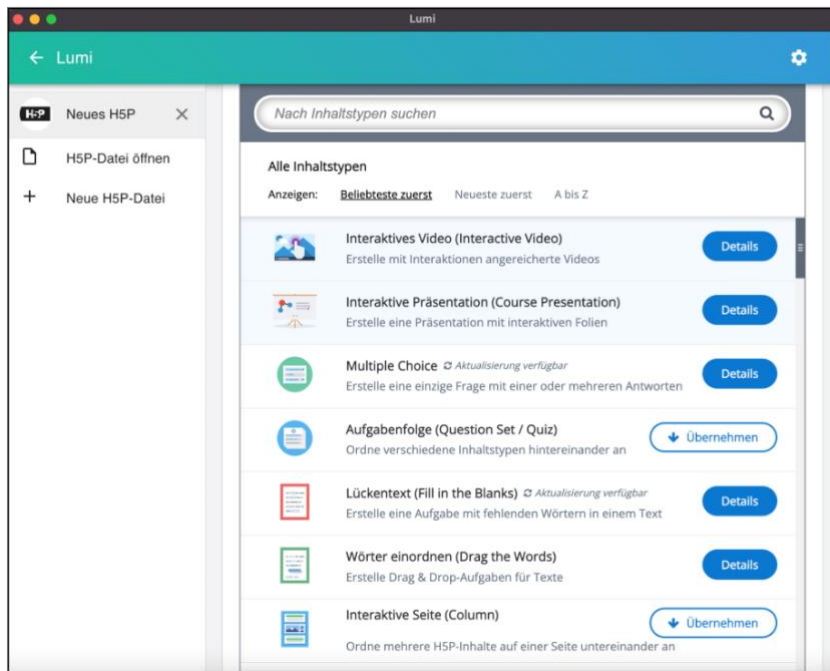 Lumi
Lumi
H5P Neues H5P
H5P-Datei öffnen
Neue H5P-Datei
Nach Inhaltstypen suchen
Alle Inhaltstypen
Anzeigen: Beliebteste zuerst Neueste zuerst A bis Z
Interaktives Video (Interactive Video)
Erstelle mit Interaktionen angereicherte Videos
Details
Interaktive Präsentation (Course Presentation)
Erstelle eine Präsentation mit interaktiven Folien
Details
Multiple Choice Aktualisierung verfügbar
Erstelle eine einzige Frage mit einer oder mehreren Antworten
Details
Aufgabenfolge (Question Set / Quiz)
Ordne verschiedene Inhaltstypen hintereinander an
Übernehmen
Lückentext (Fill in the Blanks) Aktualisierung verfügbar
Erstelle eine Aufgabe mit fehlenden Wörtern in einem Text
Details
Wörter einordnen (Drag the Words)
Erstelle Drag & Drop-Aufgaben für Texte
Details
Interaktive Seite (Column)
Ordne mehrere H5P-Inhalte auf einer Seite untereinander an
Übernehmen